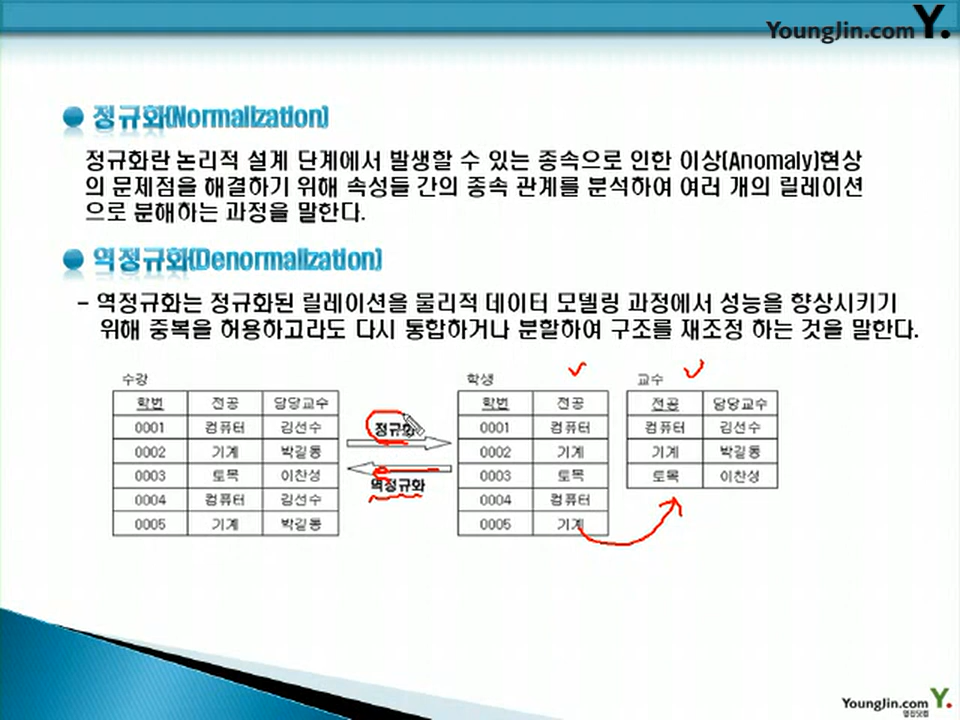 YoungJin.com Y.
정규화(Normalization)
정규화란 논리적 설계 단계에서 발생할 수 있는 종속으로 인한 이상(Anomaly)현상
의 문제점을 해결하기 위해 속성들 간의 종속 관계를 분석하여 여러 개의 릴레이션
으로 분해하는 과정을 말한다.
역정규화(Denormalization)
- 역정규화는 정규화된 릴레이션을 물리적 데이터 모델링 과정에서 성능을 향상시키기
위해 중복을 허용하고라도 다시 통합하거나 분할하여 구조를 재조정 하는 것을 말한다.
수강
학번 전공 담당교수
0001 컴퓨터 김선수
0002 기계 박길동
0003 토목 이찬성
0004 컴퓨터 김선수
0005 기계 박길동
정규화
역정규화
학생
학번 전공
0001 컴퓨터
0002 기계
0003 토목
0004 컴퓨터
0005 기계
교수
전공 담당교수
컴퓨터 김선수
기계 박길동
토목 이찬성
YoungJin.com Y.
영진닷컴